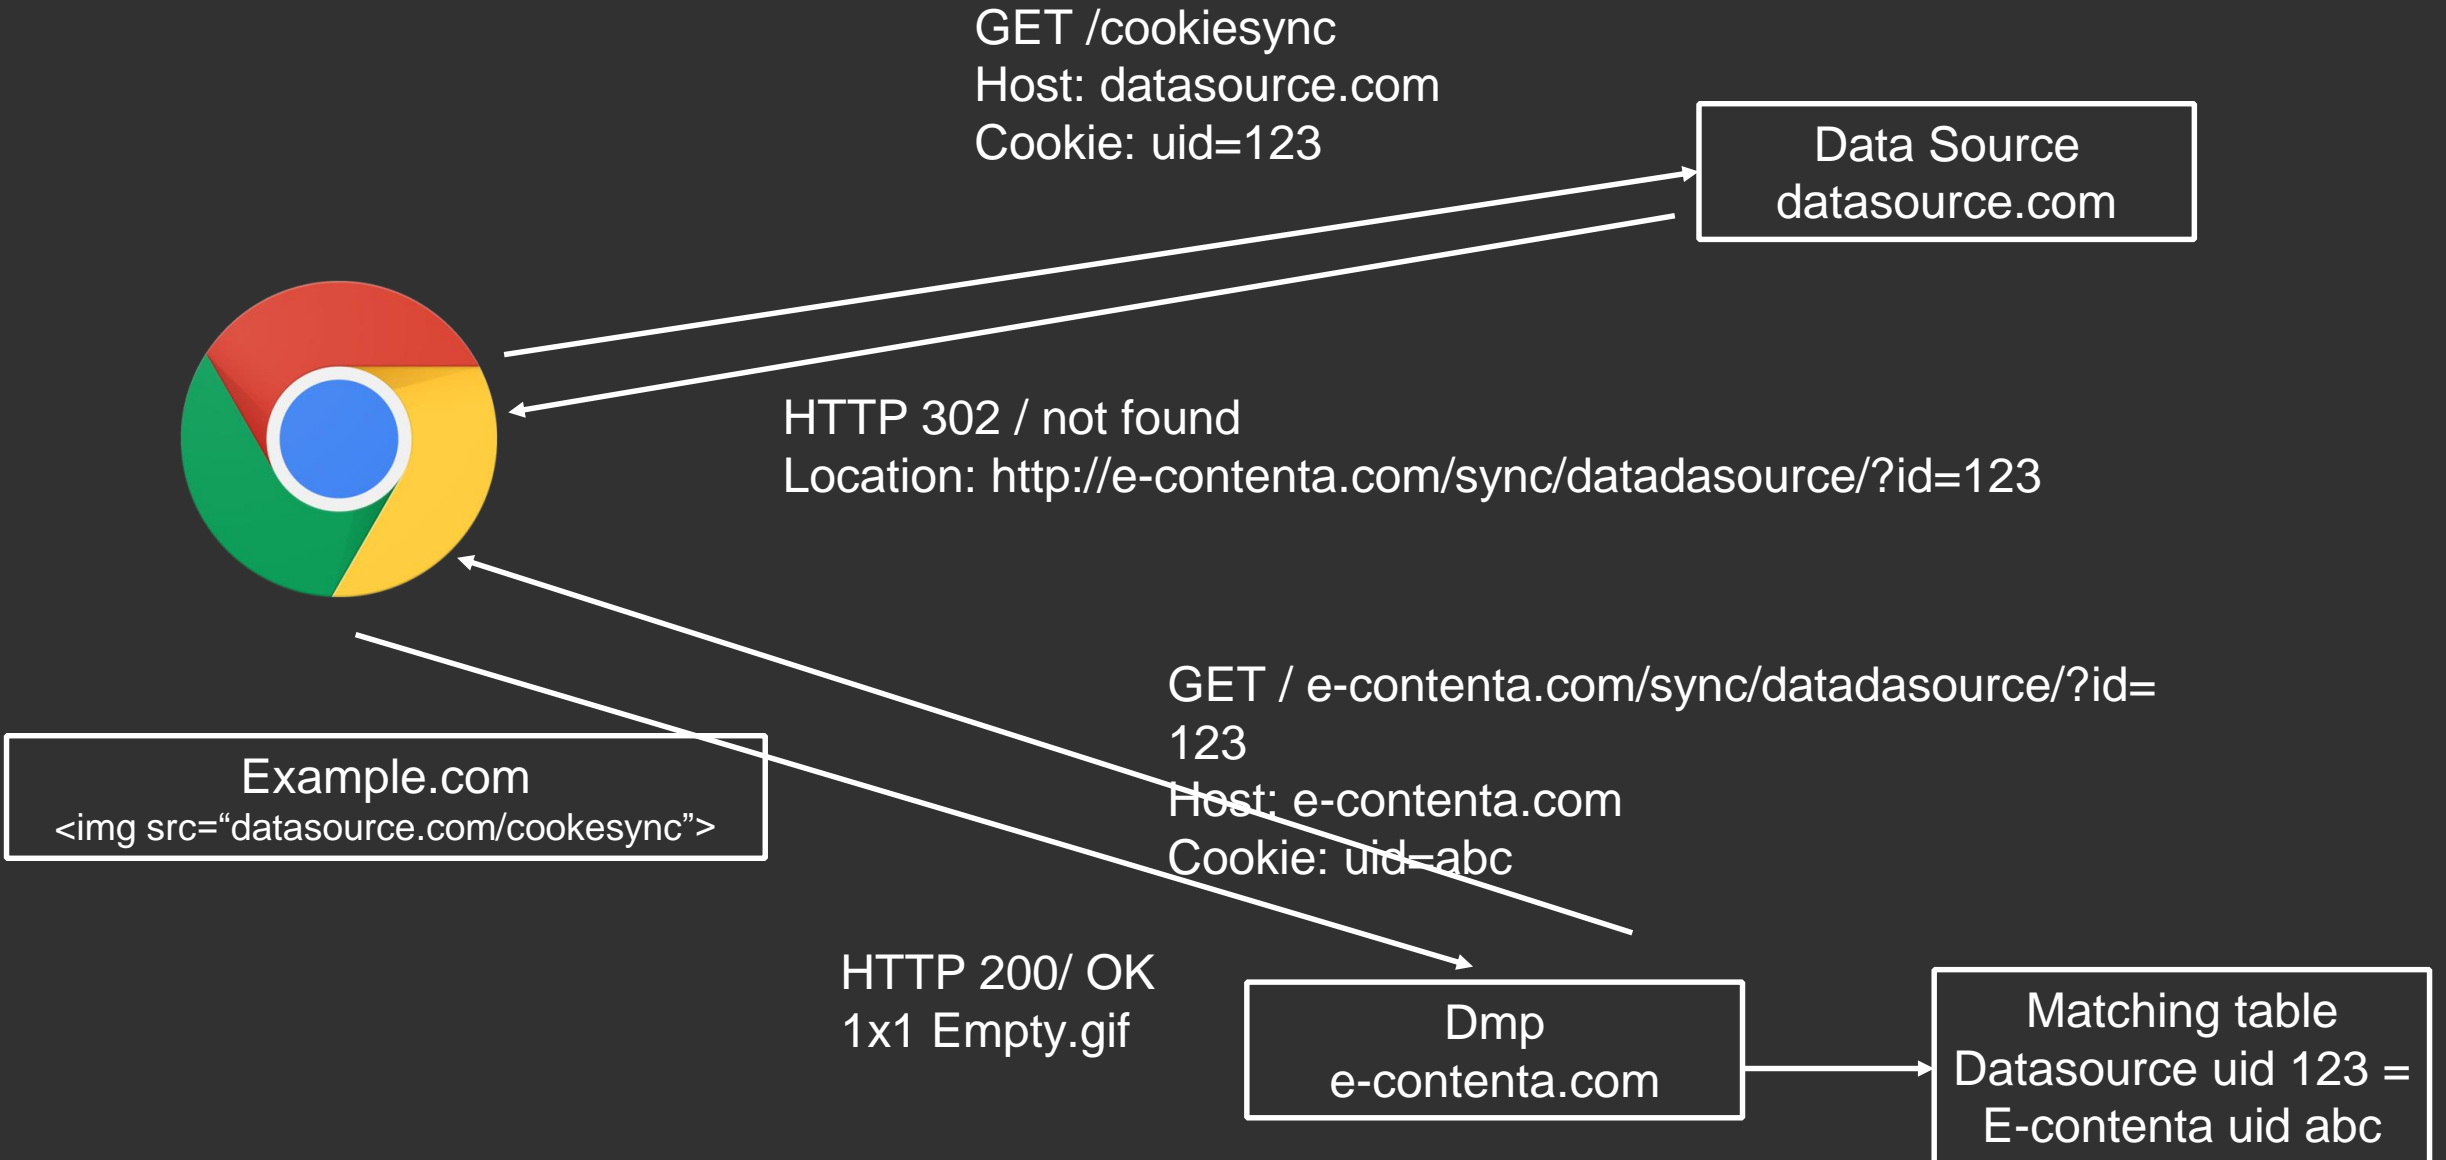 GET /cookiesync
Host: datasource.com
Cookie: uid=123
Data Source
datasource.com
HTTP 302 / not found
Location: http://e-contenta.com/sync/datadasource/?id=123
GET / e-contenta.com/sync/datadasource/?id=
123
Host: e-contenta.com
Cookie: uid=abc
Example.com
<img src=“datasource.com/cookesync”>
HTTP 200/ OK
1x1 Empty.gif
Dmp
e-contenta.com
Matching table
Datasource uid 123 =
E-contenta uid abc